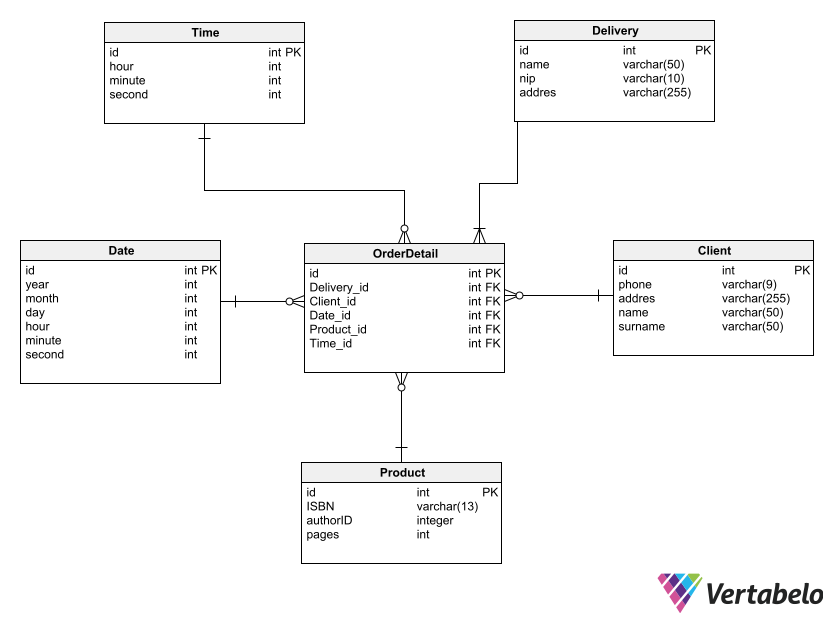 Time
id int PK
hour int
minute int
second int
Delivery
id int PK
name varchar(50)
nip varchar(10)
addres varchar(255)
Date
id int PK
year int
month int
day int
hour int
minute int
second int
OrderDetail
id int PK
Delivery_id int FK
Client_id int FK
Date_id int FK
Product_id int FK
Time_id int FK
Client
id int PK
phone varchar(9)
addres varchar(255)
name varchar(50)
surname varchar(50)
Product
id int PK
ISBN varchar(13)
authorID integer
pages int
Vertabelo